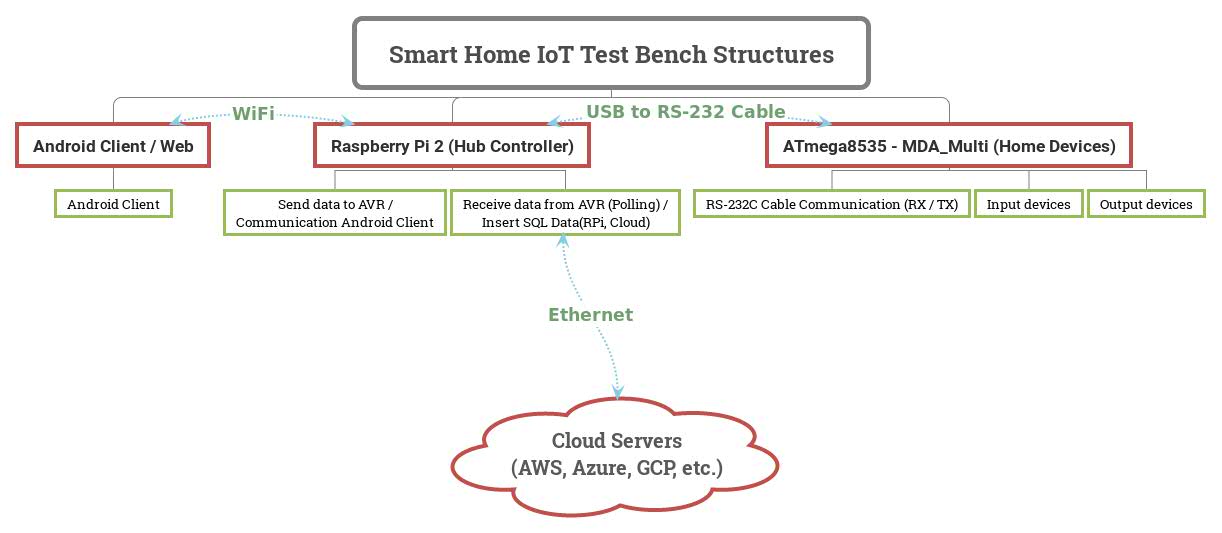 Smart Home IoT Test Bench Structures
WiFi
USB to RS-232 Cable
Android Client / Web
Raspberry Pi 2 (Hub Controller)
ATmega8535 - MDA_Multi (Home Devices)
Android Client
Send data to AVR /
Communication Android Client
Receive data from AVR (Polling) /
Insert SQL Data(RPi, Cloud)
RS-232C Cable Communication (RX / TX)
Input devices
Output devices
Ethernet
Cloud Servers
(AWS, Azure, GCP, etc.)